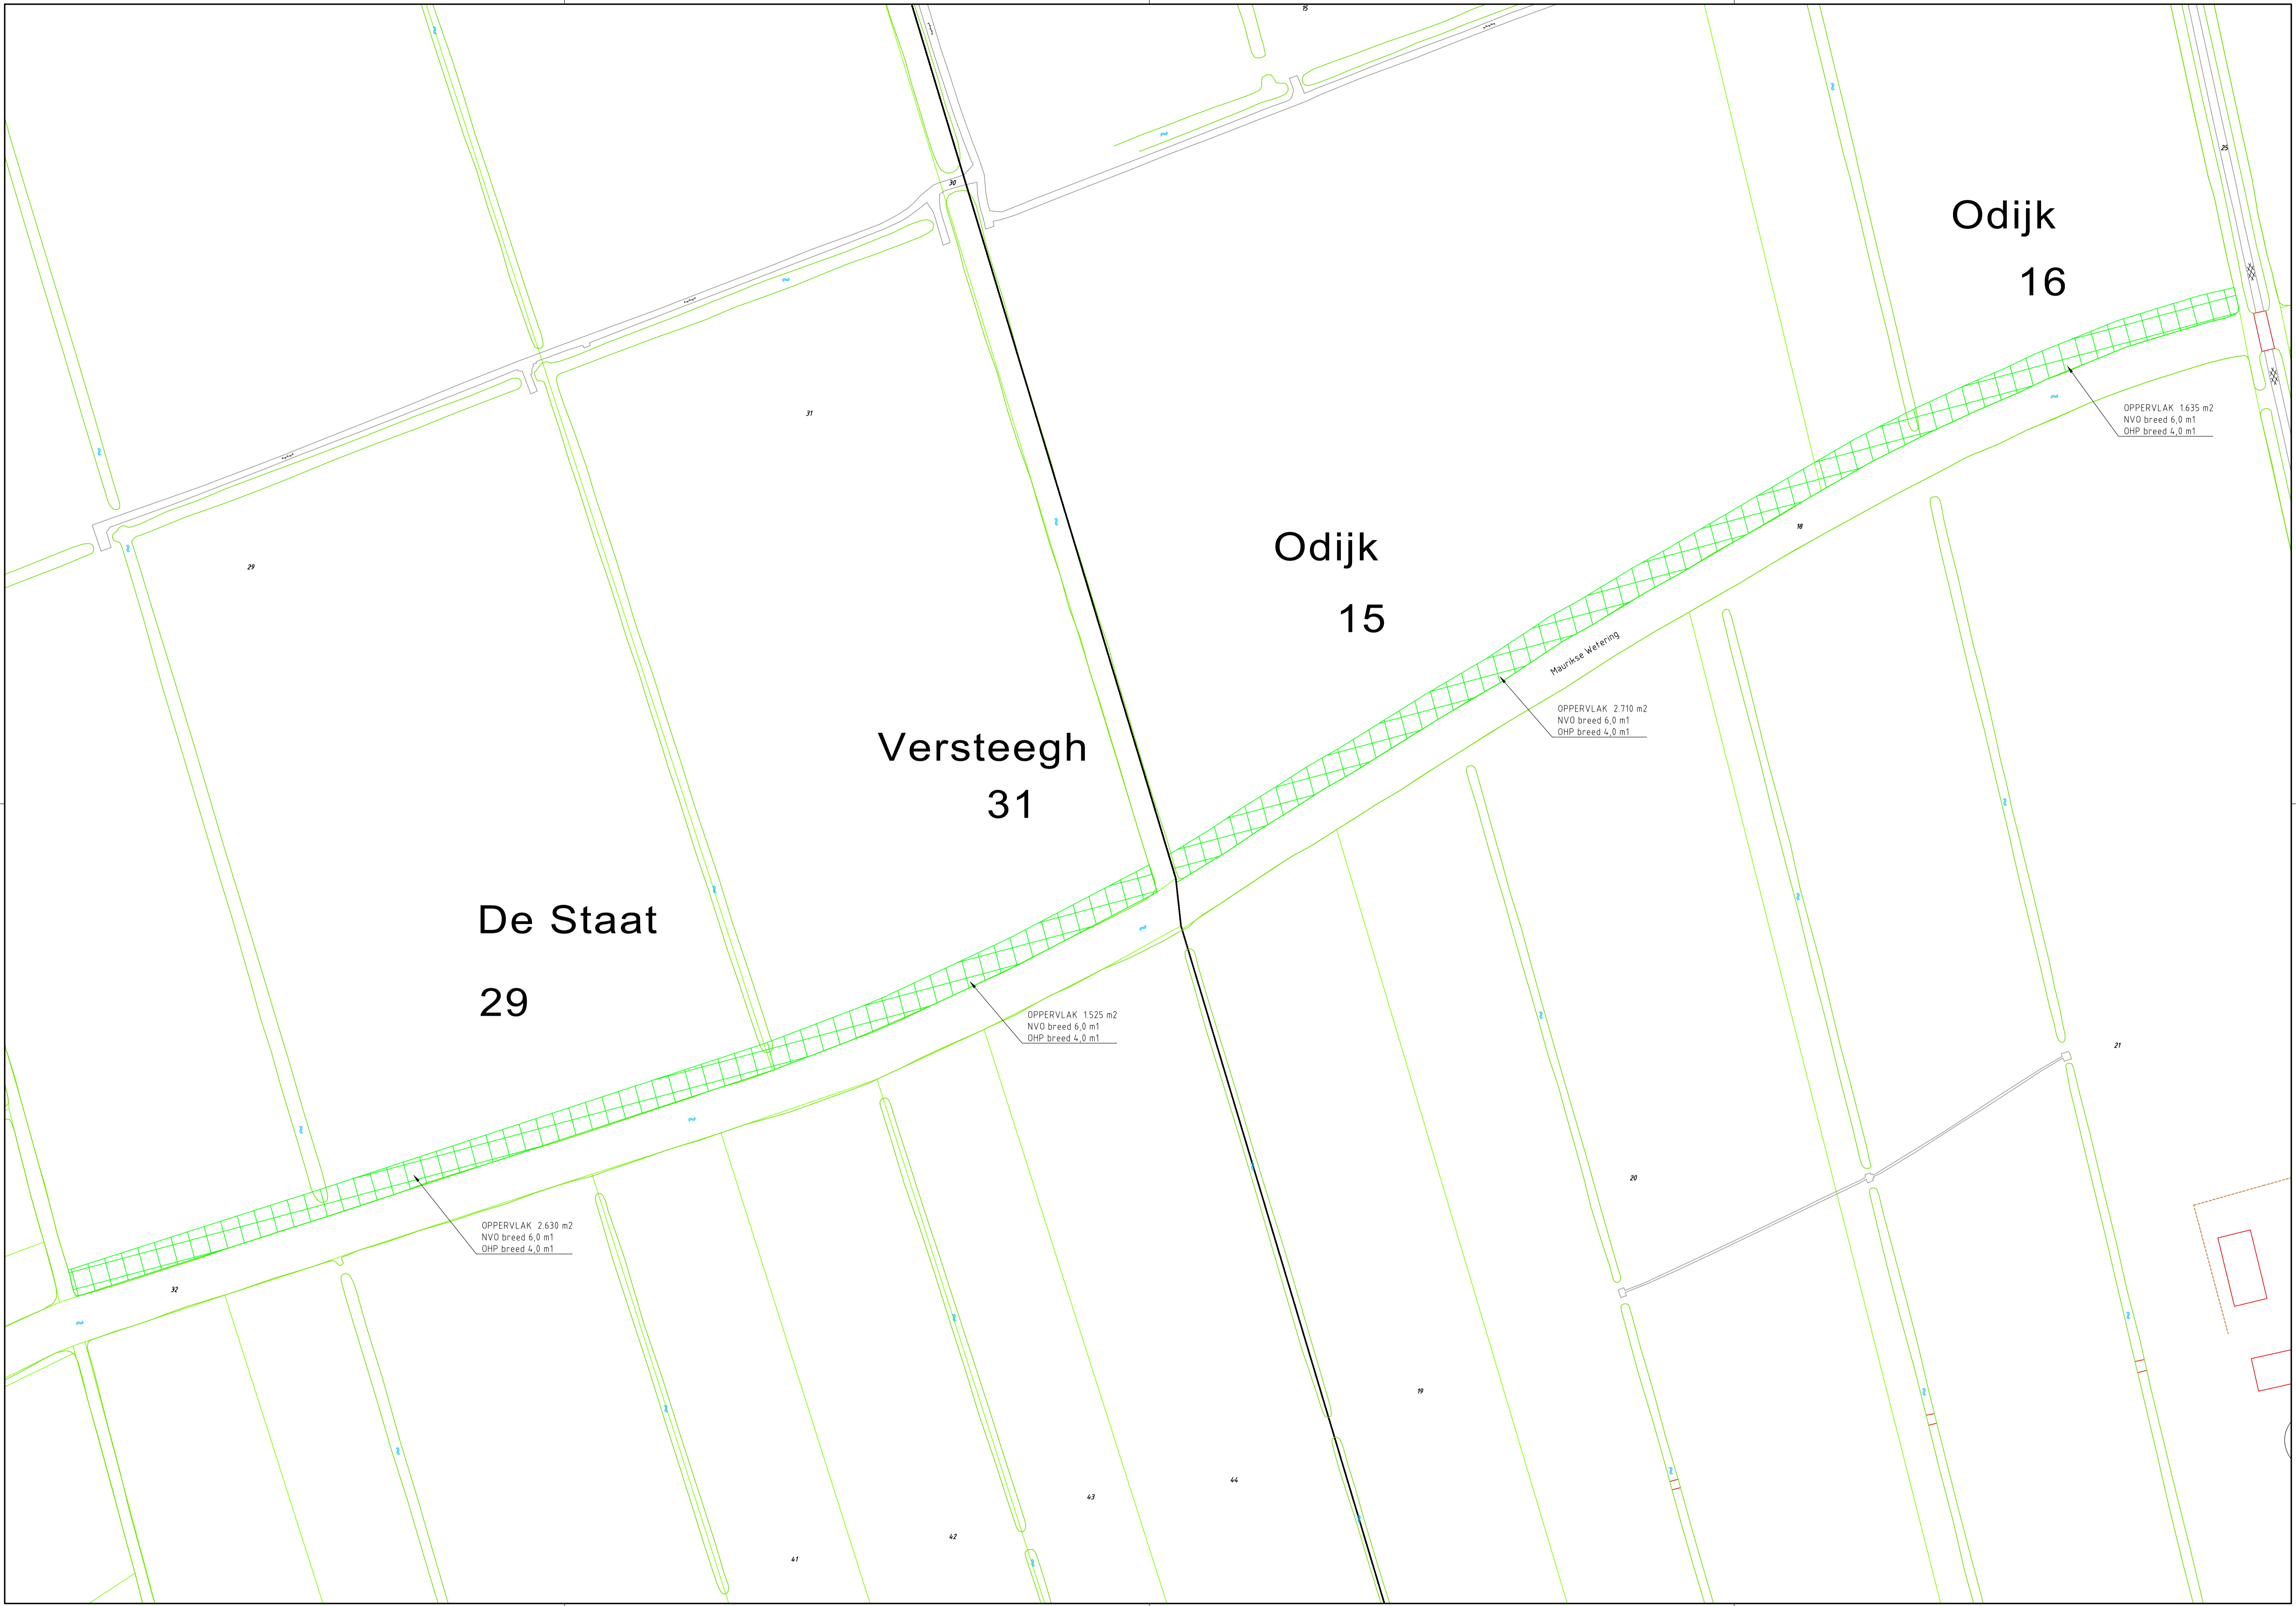 15
30
25
Odijk
16
31
OPPERVLAK 1.635 m2
NVO breed 6,0 m1
OHP breed 4,0 m1
18
Odijk
15
29
Maurikse Wetering
OPPERVLAK 2.710 m2
NVO breed 6,0 m1
OHP breed 4,0 m1
Versteegh
31
De Staat
29
OPPERVLAK 1.525 m2
NVO breed 6,0 m1
OHP breed 4,0 m1
21
20
OPPERVLAK 2.630 m2
NVO breed 6,0 m1
OHP breed 4,0 m1
32
19
44
43
42
41